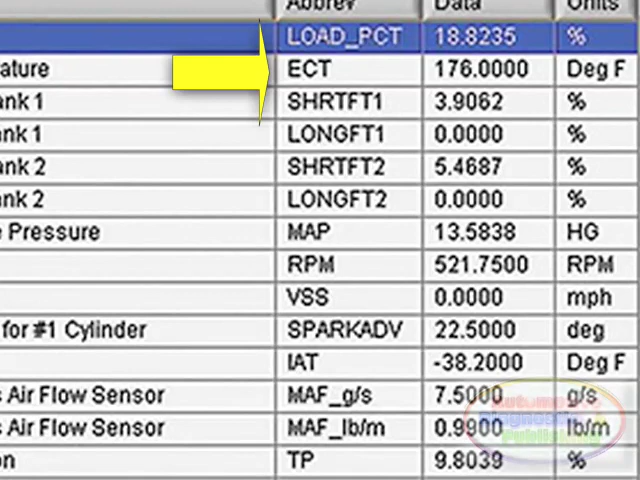 Abbrev Data Units
LOAD_PCT 18.8235 %
ature ECT 176.0000 Deg F
ank 1 SHRTFT1 3.9062 %
ank 1 LONGFT1 0.0000 %
ank 2 SHRTFT2 5.4687 %
ank 2 LONGFT2 0.0000 %
e Pressure MAP 13.5838 HG
RPM 521.7500 RPM
VSS 0.0000 mph
for #1 Cylinder SPARKADV 22.5000 deg
IAT -38.2000 Deg F
s Air Flow Sensor MAF_g/s 7.5000 g/s
s Air Flow Sensor MAF_lb/m 0.9900 lb/m
on TP 9.8039 %
Automotive
Diagnostic
Publishing